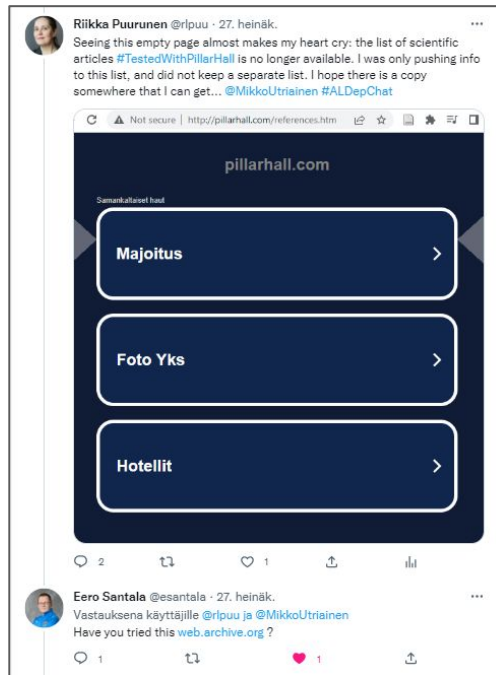 Riikka Puurunen @rlpuu · 27. heinäk.
Seeing this empty page almost makes my heart cry: the list of scientific
articles #TestedWithPillarHall is no longer available. I was only pushing info
to this list, and did not keep a separate list. I hope there is a copy
somewhere that I can get... @MikkoUtriainen #ALDepChat
Not secure | http://pillarhall.com/references.htm
pillarhall.com
Samankaltaiset haut
Majoitus
Foto Yks
Hotellit
2 1
Eero Santala @esantala · 27. heinäk.
Vastauksena käyttäjille @rlpuu ja @MikkoUtriainen
Have you tried this web.archive.org ?
1 1